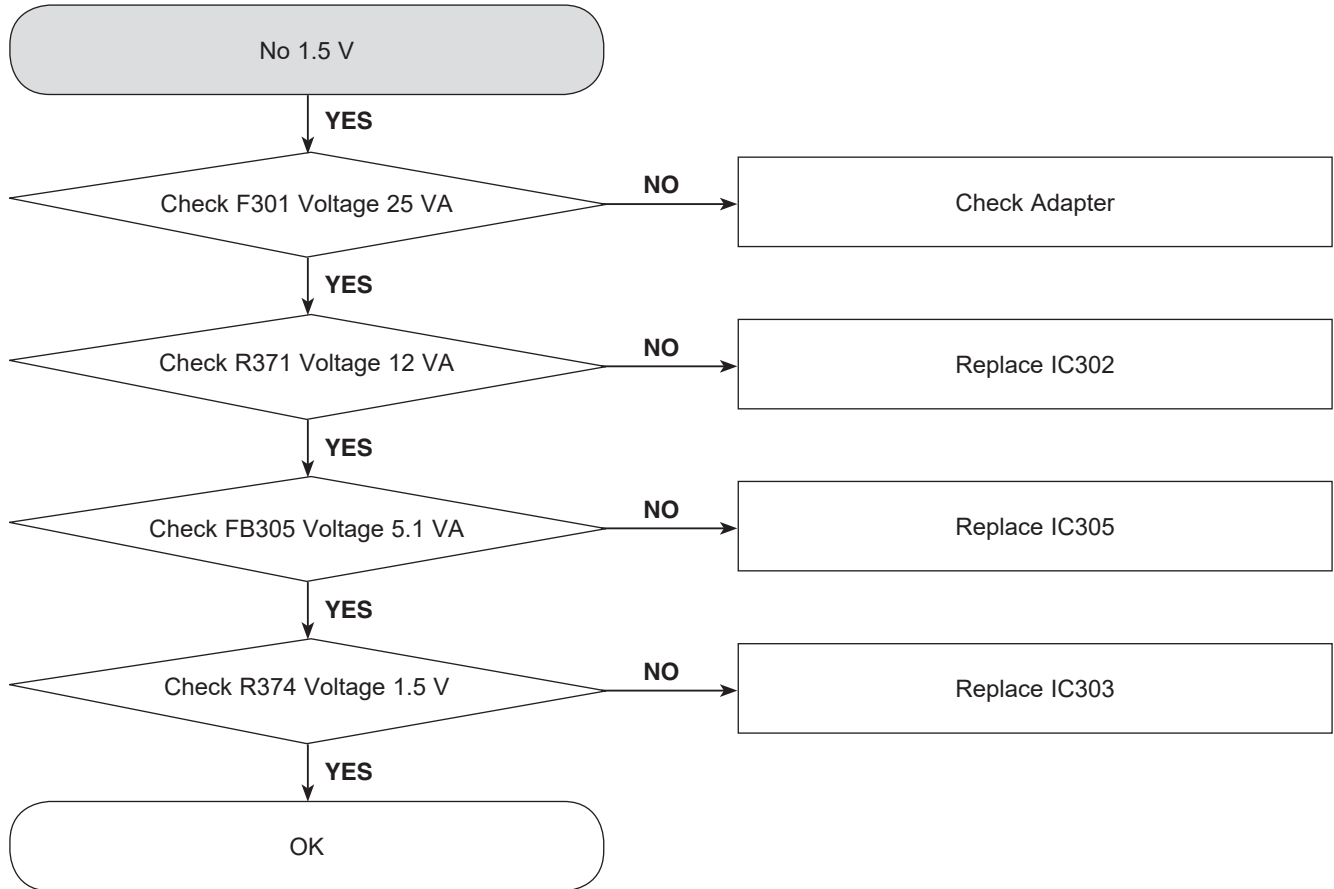 No 1.5 V
YES
Check F301 Voltage 25 VA
NO
Check Adapter
YES
Check R371 Voltage 12 VA
NO
Replace IC302
YES
Check FB305 Voltage 5.1 VA
NO
Replace IC305
YES
Check R374 Voltage 1.5 V
NO
Replace IC303
YES
OK